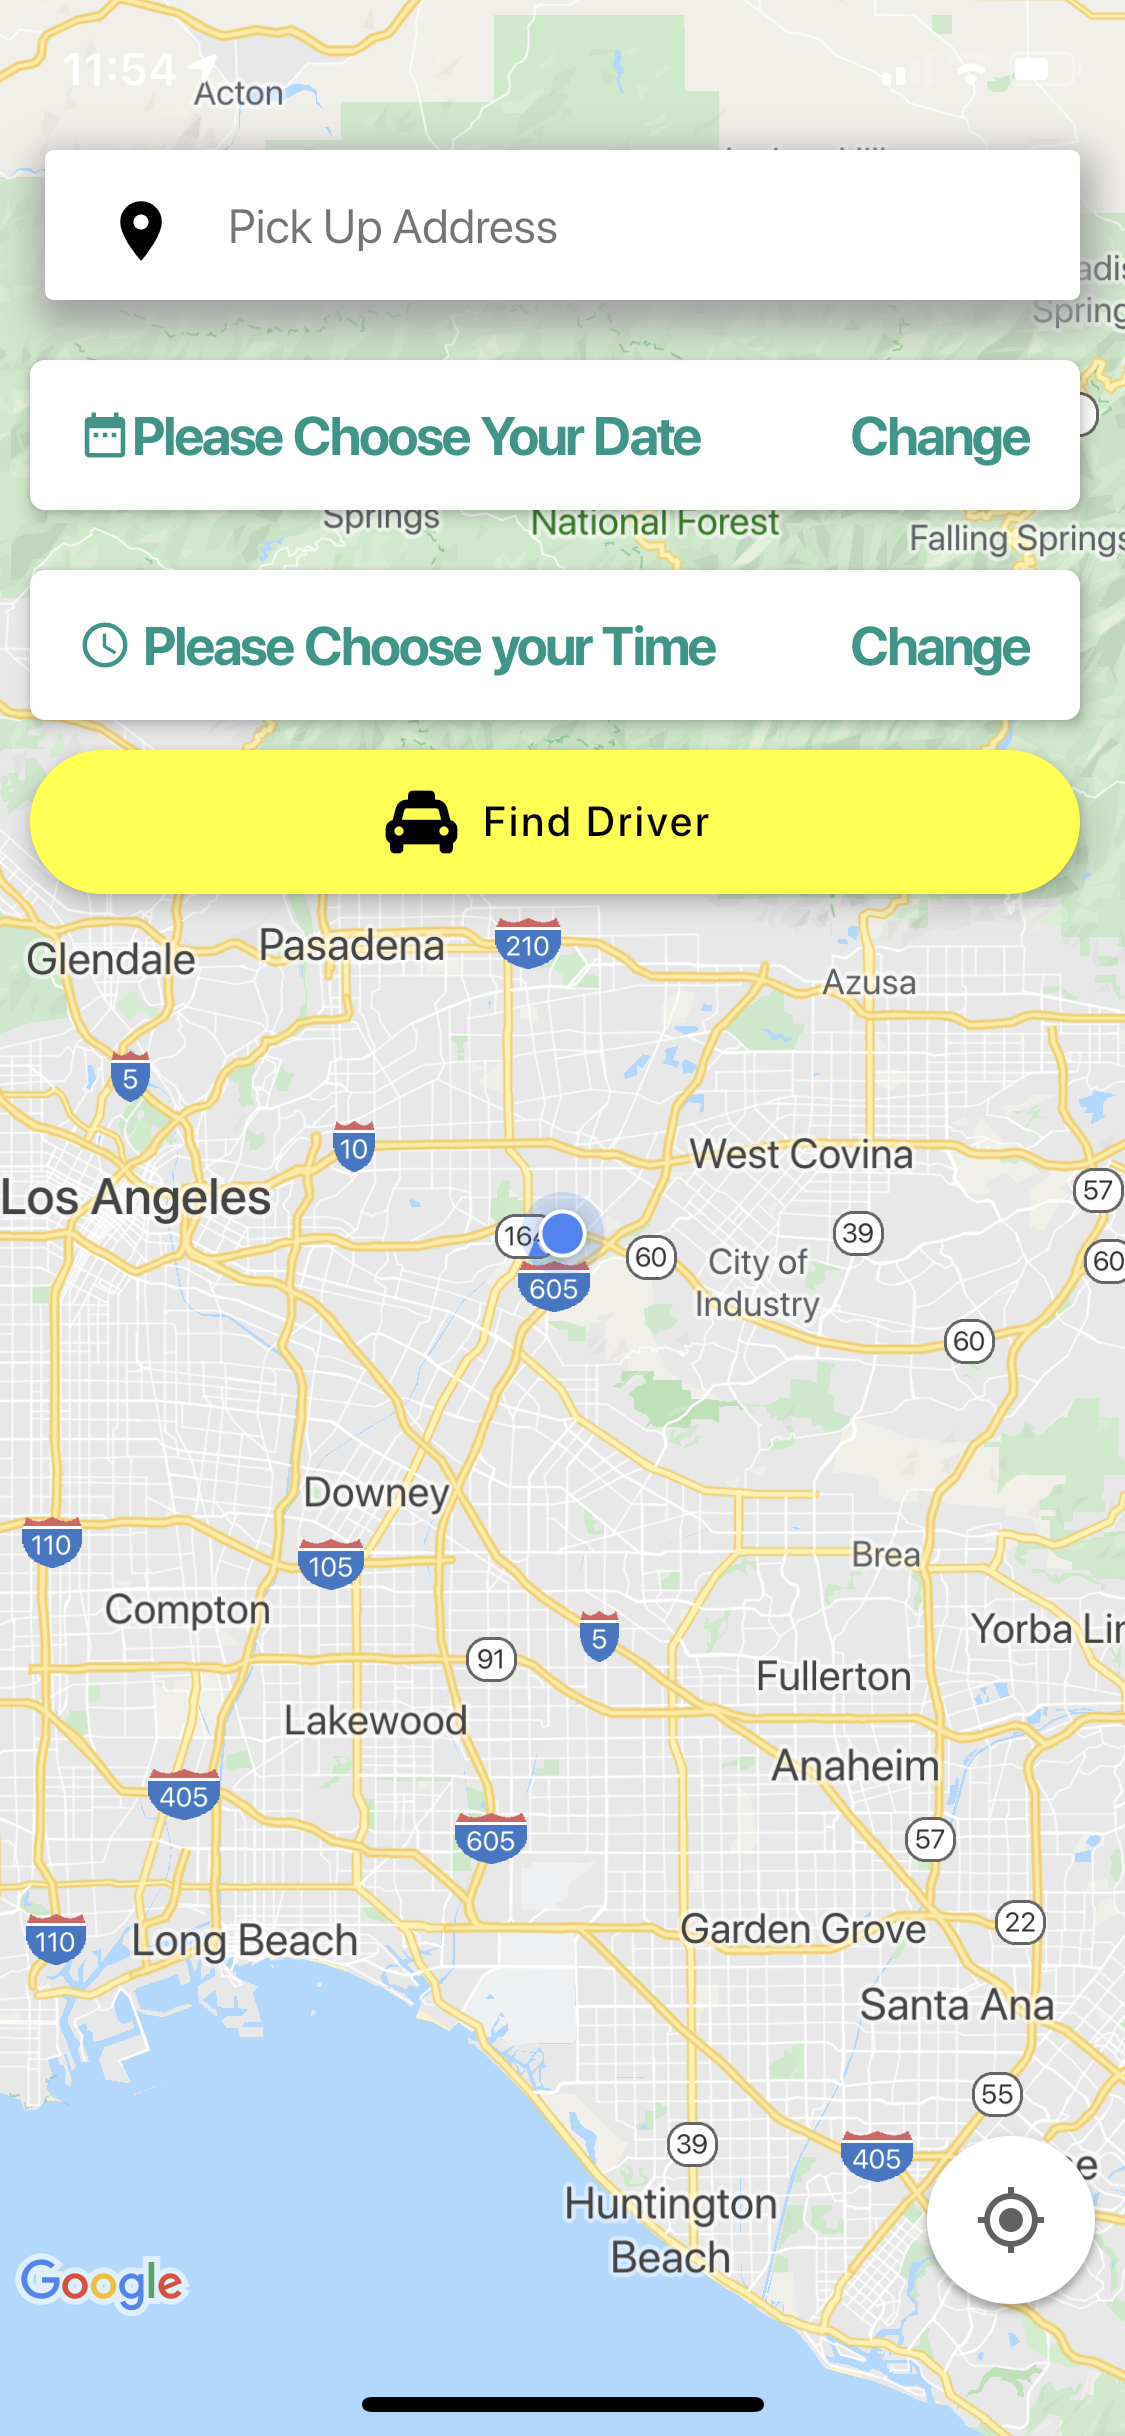 11:54
Acton
Pick Up Address
Spring
Please Choose Your Date Change
Springs
National Forest
Falling Springs
Please Choose your Time Change
Find Driver
Glendale
Pasadena
210
Azusa
5
10
West Covina
Los Angeles
57
164
60
39
60
City of
Industry
605
60
Downey
110
105
Brea
Compton
5
Yorba Lin
91
Fullerton
Lakewood
Anaheim
405
605
57
110
Long Beach
Garden Grove
22
Santa Ana
55
39
405
Huntington
Beach
Google